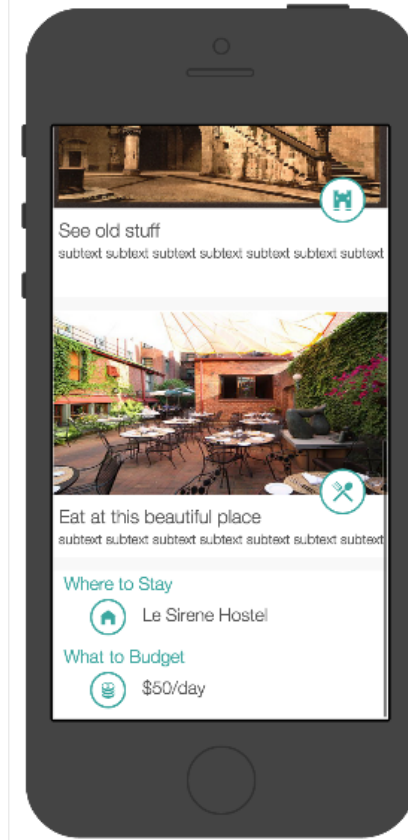 See old stuff
subtext subtext subtext subtext subtext subtext subtext
Eat at this beautiful place
subtext subtext subtext subtext subtext subtext subtext
Where to Stay
Le Sirene Hostel
What to Budget
$50/day